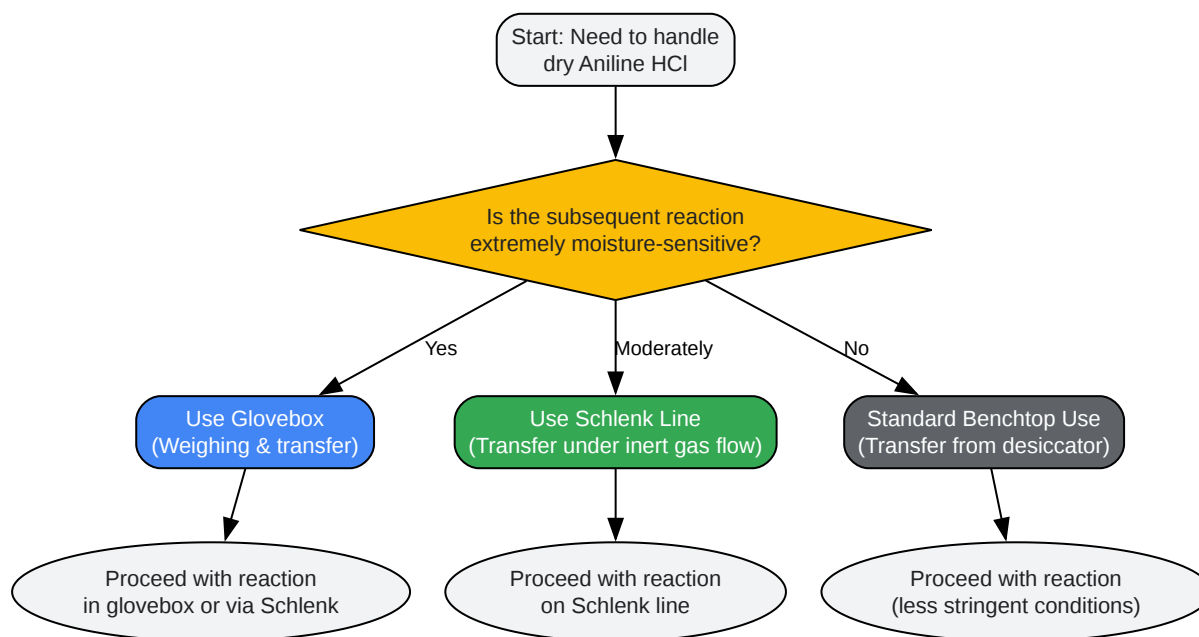 Start: Need to handle
dry Aniline HCl
Is the subsequent reaction
extremely moisture-sensitive?
Yes
Moderately
No
Use Glovebox
(Weighing & transfer)
Use Schlenk Line
(Transfer under inert gas flow)
Standard Benchtop Use
(Transfer from desiccator)
Proceed with reaction
in glovebox or via Schlenk
Proceed with reaction
on Schlenk line
Proceed with reaction
(less stringent conditions)